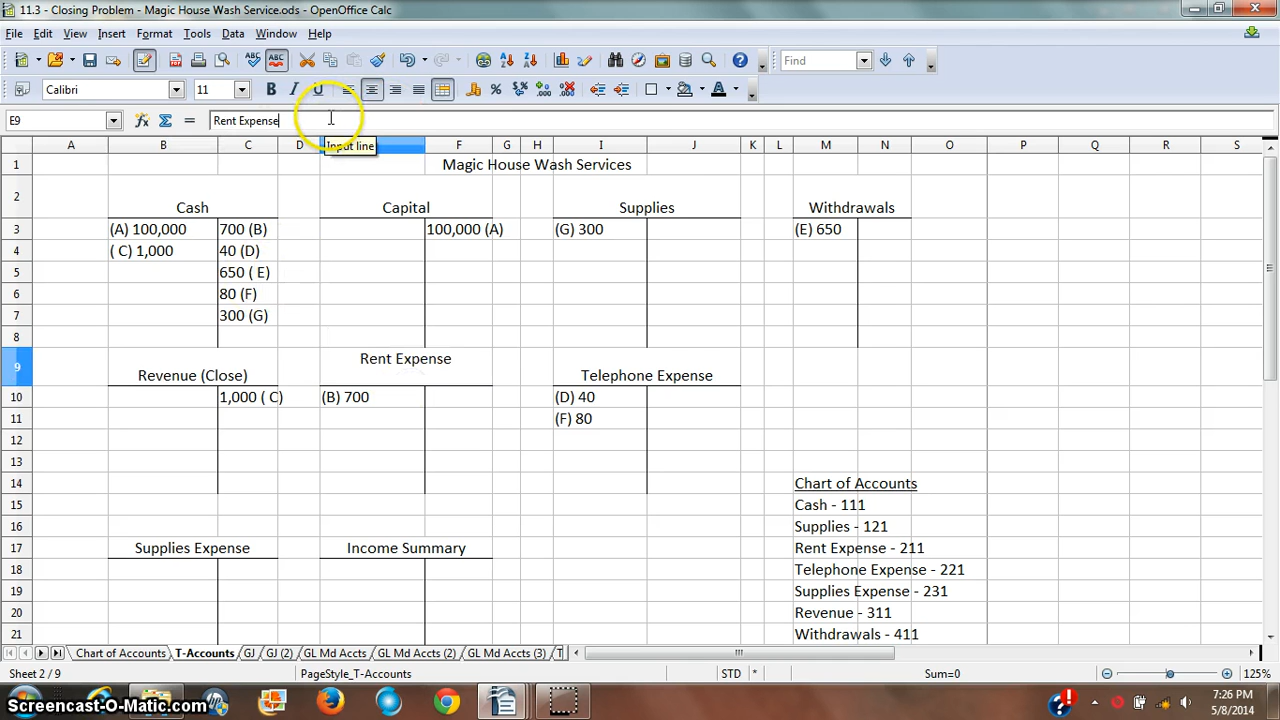 11.3 - Closing Problem - Magic House Wash Service.ods - OpenOffice Calc
File Edit View Insert Format Tools Data Window Help
Find
Calibri 11
E9 Rent Expense
Input line
A B C D F G H I J K L M N O P Q R S
1 Magic House Wash Services
2 Cash Capital Supplies Withdrawals
3 (A) 100,000 700 (B) 100,000 (A) (G) 300 (E) 650
4 ( C) 1,000 40 (D)
5 650 ( E)
6 80 (F)
7 300 (G)
8
9 Revenue (Close) Rent Expense Telephone Expense
10 1,000 ( C) (B) 700 (D) 40
11 (F) 80
12
13
14 Chart of Accounts
15 Cash - 111
16 Supplies - 121
17 Supplies Expense Income Summary Rent Expense - 211
18 Telephone Expense - 221
19 Supplies Expense - 231
20 Revenue - 311
21 Withdrawals - 411
Chart of Accounts T-Accounts GJ GJ (2) GL Md Accts GL Md Accts (2) GL Md Accts (3) T
Sheet 2 / 9 PageStyle_T-Accounts STD * Sum=0 125%
Screencast-O-Matic.com 7:26 PM
5/8/2014